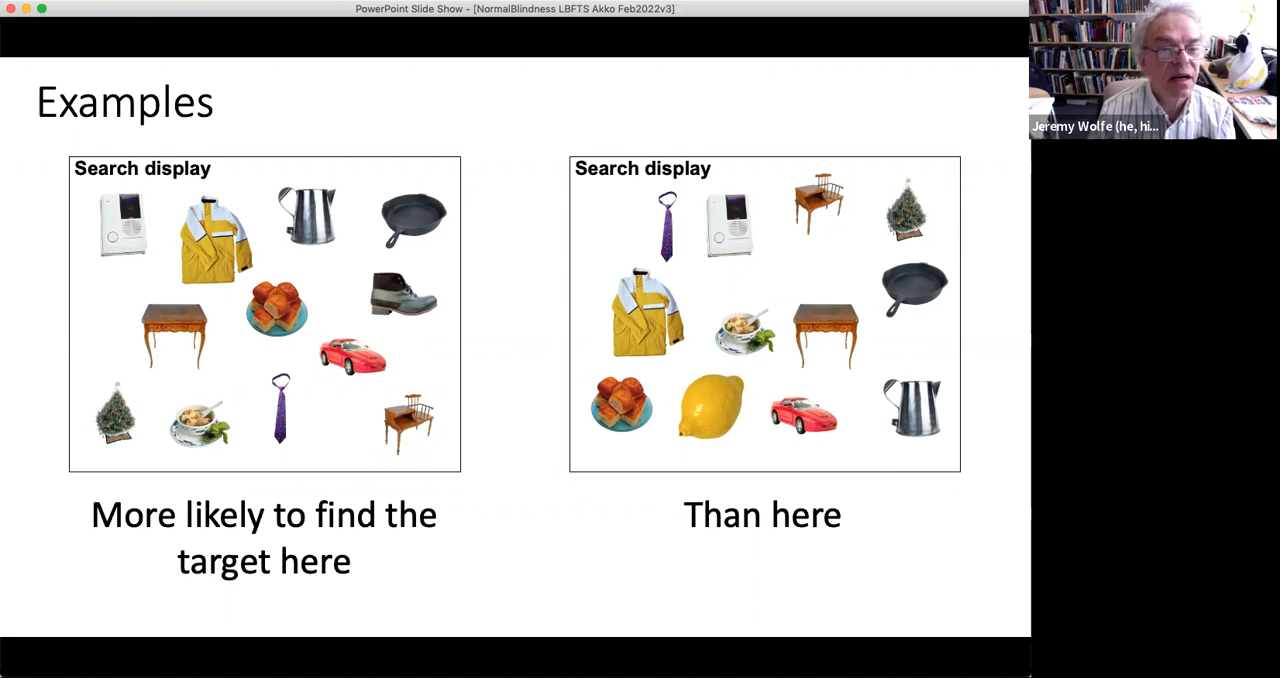 PowerPoint Slide Show - [NormalBlindness LBFTS Akko Feb2022v3]
Jeremy Wolfe (he, hi...
Examples
Search display
Search display
More likely to find the
target here
Than here